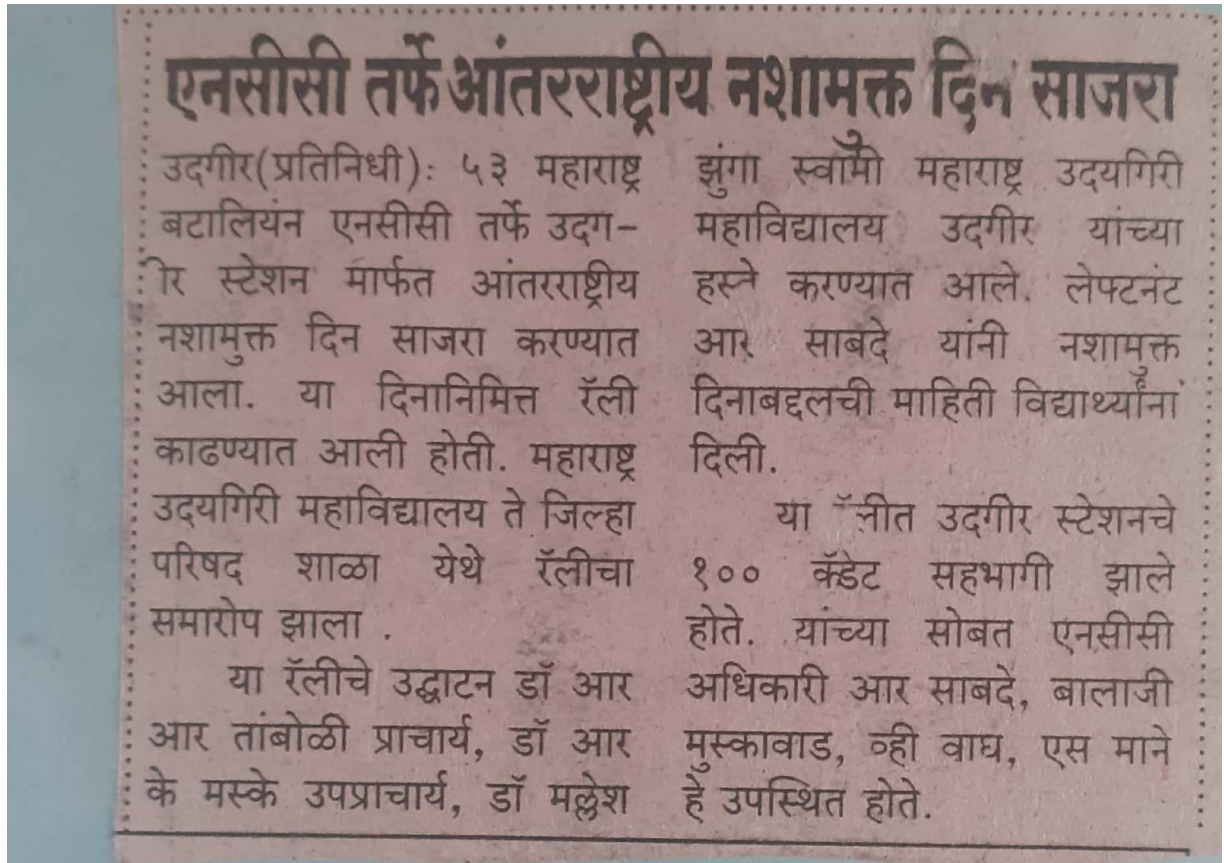 एनसीसी तर्फे आंतरराष्ट्रीय नशामुक्त दिन साजरा
उदगीर(प्रतिनिधी): ५३ महाराष्ट्र
बटालियन एनसीसी तर्फे उदग-
ीर स्टेशन मार्फत आंतरराष्ट्रीय
नशामुक्त दिन साजरा करण्यात
आला. या दिनानिमित्त रॅली
काढण्यात आली होती. महाराष्ट्र
उदयगिरी महाविद्यालय ते जिल्हा
परिषद शाळा येथे रॅलीचा
समारोप झाला .
या रॅलीचे उद्घाटन डॉ आर
आर तांबोळी प्राचार्य, डॉ आर
के मस्के उपप्राचार्य, डॉ मल्लेश
झुंगा स्वामी महाराष्ट्र उदयगिरी
महाविद्यालय उदगीर यांच्या
हस्ते करण्यात आले. लेफ्टनंट
आर साबदे यांनी नशामुक्त
दिनाबद्दलची माहिती विद्यार्थ्यांना
दिली.
या उदगीर स्टेशनचे
१०० कॅडेट सहभागी झाले
होते. यांच्या सोबत एनसीसी
अधिकारी आर साबदे, बालाजी
मुस्कावाड, व्ही वाघ, एस माने
हे उपस्थित होते.